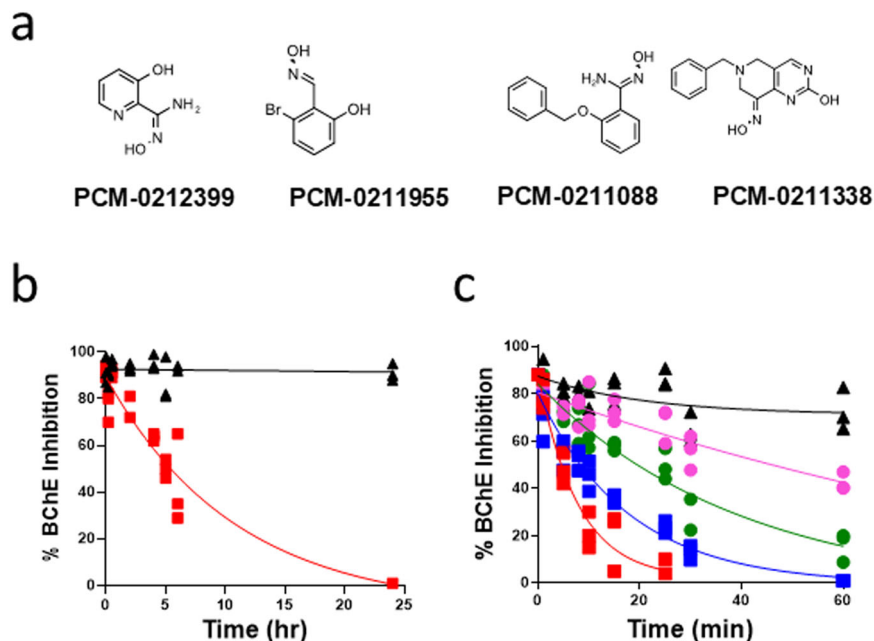 a
OH
N
NH₂
N
HO
OH
N
Br
OH
OH
H₂N
N
O
N
N
N
OH
N
HO
PCM-0212399 PCM-0211955 PCM-0211088 PCM-0211338
b
c
% BChE Inhibition
100
80
60
40
20
0
0 5 10 15 20 25
Time (hr)
% BChE Inhibition
100
80
60
40
20
0
0 20 40 60
Time (min)